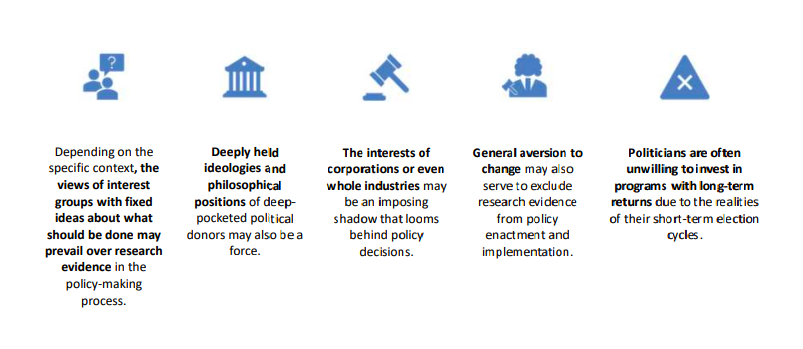 ?
Depending on the
specific context, the
views of interest
groups with fixed
ideas about what
should be done may
prevail over research
evidence in the
policy-making
process.
Deeply held
ideologies and
philosophical
positions of deep-
pocketed political
donors may also be a
force.
The interests of
corporations or even
whole industries may
be an imposing
shadow that looms
behind policy
decisions.
General aversion to
change may also
serve to exclude
research evidence
from policy
enactment and
implementation.
Politicians are often
unwilling to invest in
programs with long-term
returns due to the realities
of their short-term election
cycles.